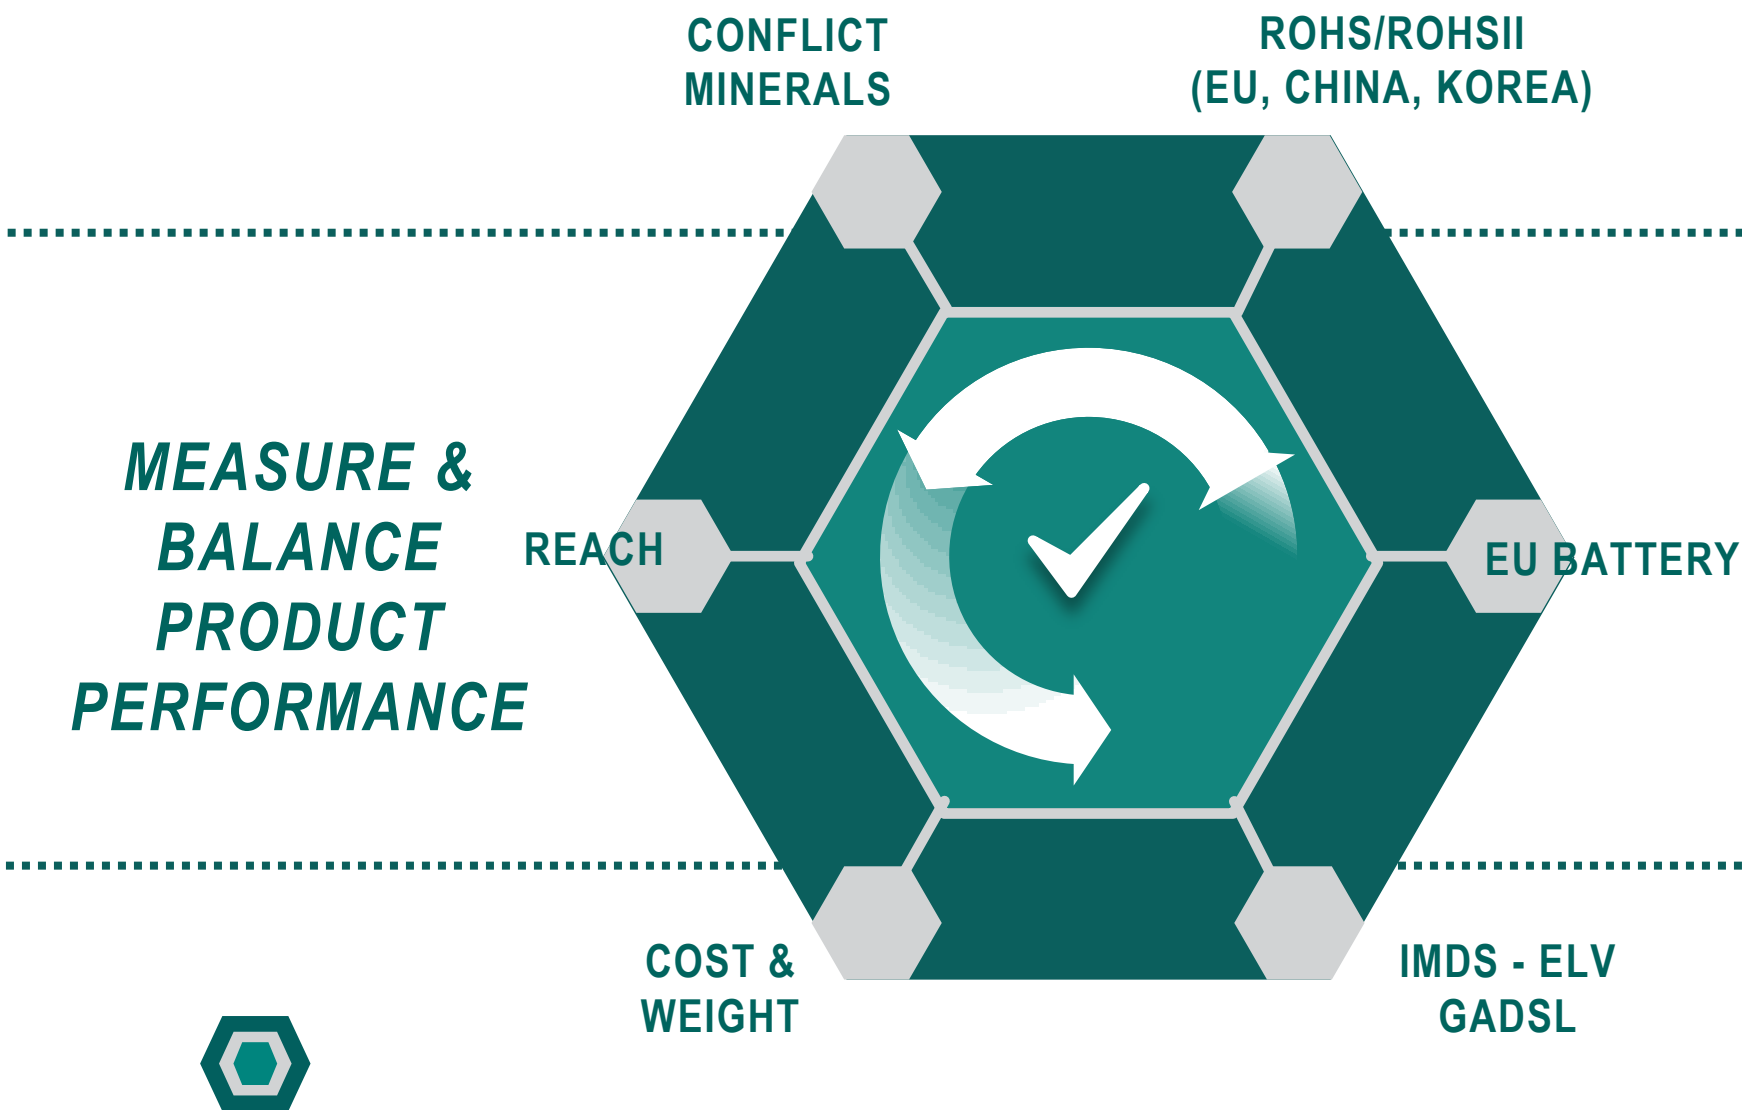 CONFLICT
MINERALS
ROHS/ROHSII
(EU, CHINA, KOREA)
MEASURE &
BALANCE
PRODUCT
PERFORMANCE
REACH
EU BATTERY
COST &
WEIGHT
IMDS - ELV
GADSL